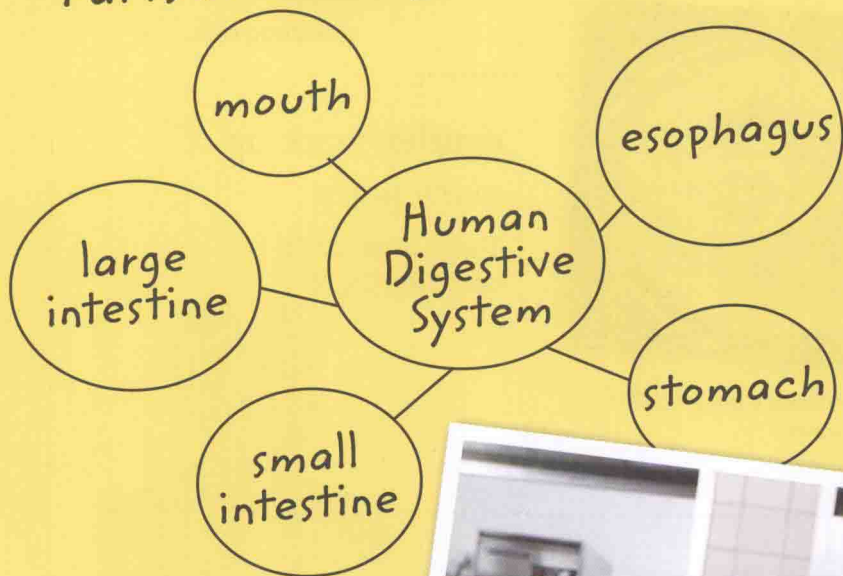 mouth
esophagus
Human
Digestive
System
large
intestine
stomach
small
intestine